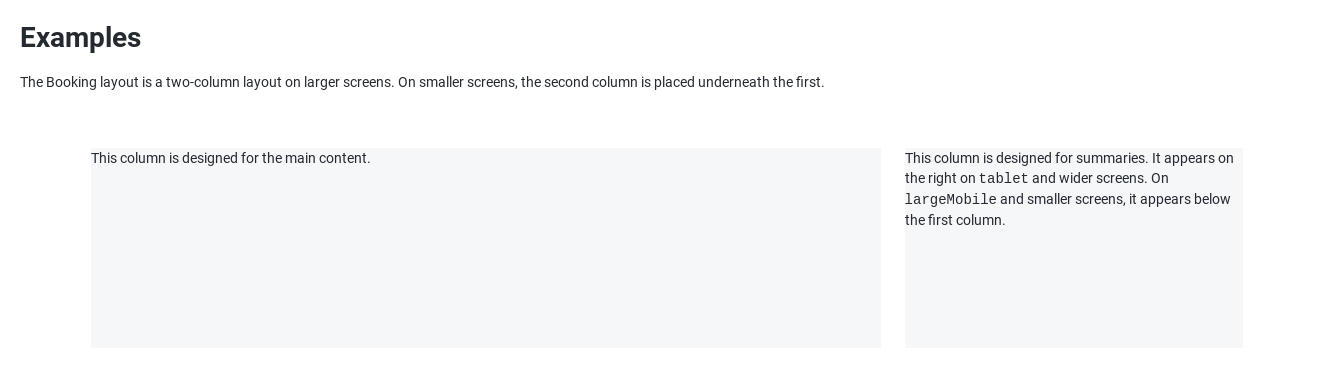 Examples
The Booking layout is a two-column layout on larger screens. On smaller screens, the second column is placed underneath the first.
This column is designed for the main content.
This column is designed for summaries. It appears on
the right on tablet and wider screens. On
largeMobile and smaller screens, it appears below
the first column.